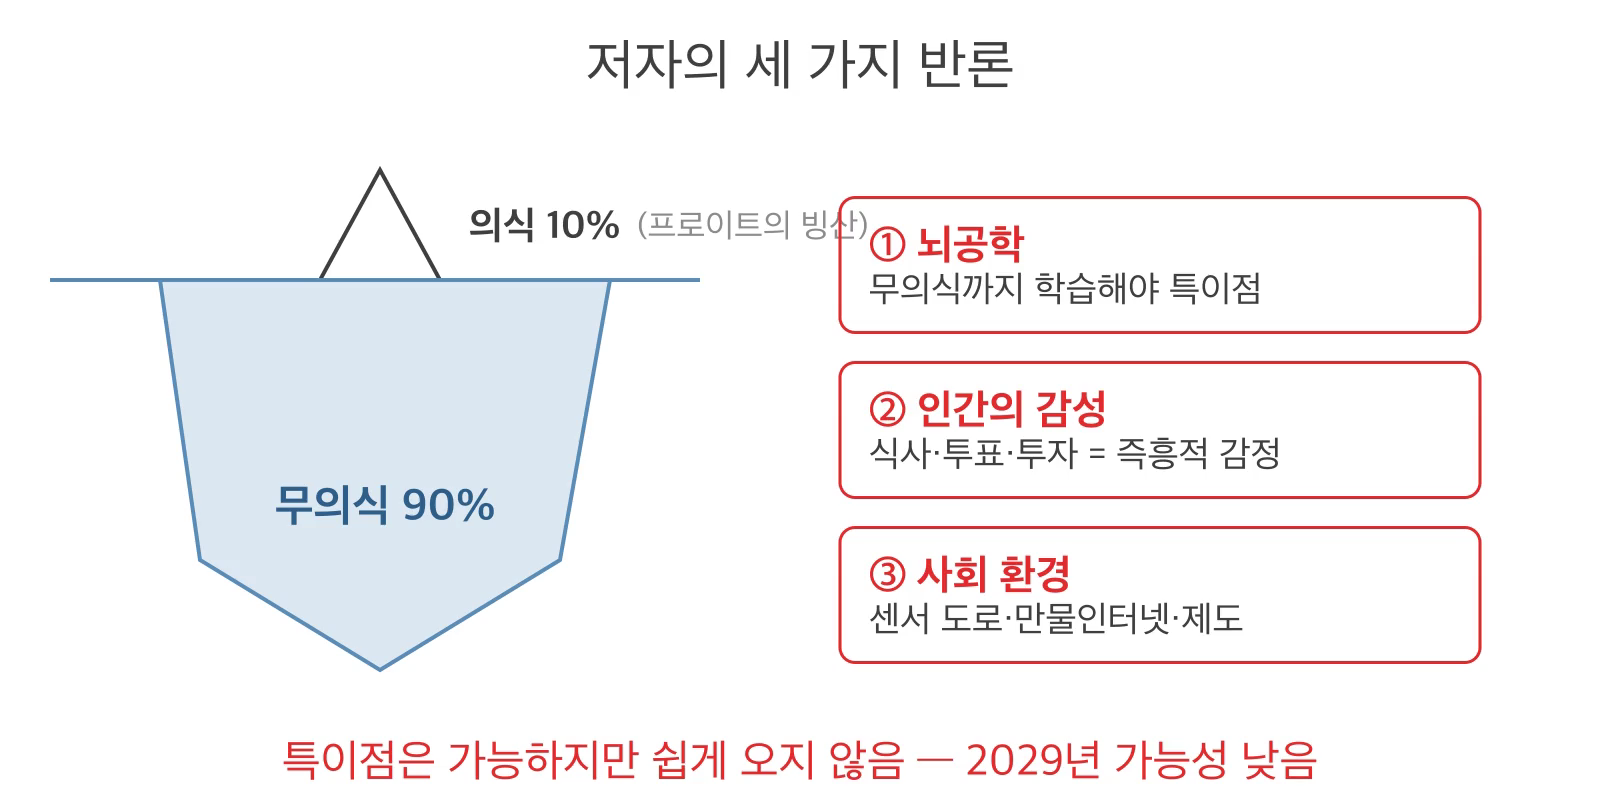 저자의 세 가지 반론
의식 10% (프로이트의 빙산)
무의식 90%
① 뇌공학
무의식까지 학습해야 특이점
② 인간의 감성
식사·투표·투자 = 즉흥적 감정
③ 사회 환경
센서 도로·만물인터넷·제도
특이점은 가능하지만 쉽게 오지 않음 — 2029년 가능성 낮음